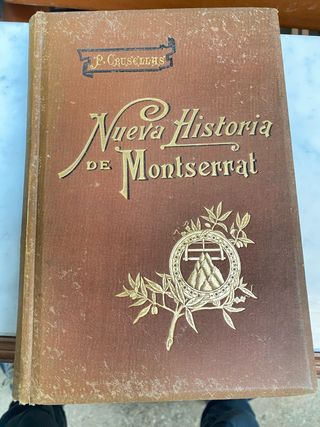 P. CRUSELLAS
NUEVA HISTORIA
DE MONTSERRAT